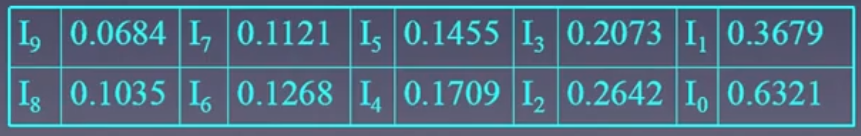 I₉ 0.0684 I₇ 0.1121 I₅ 0.1455 I₃ 0.2073 I₁ 0.3679
I₈ 0.1035 I₆ 0.1268 I₄ 0.1709 I₂ 0.2642 I₀ 0.6321